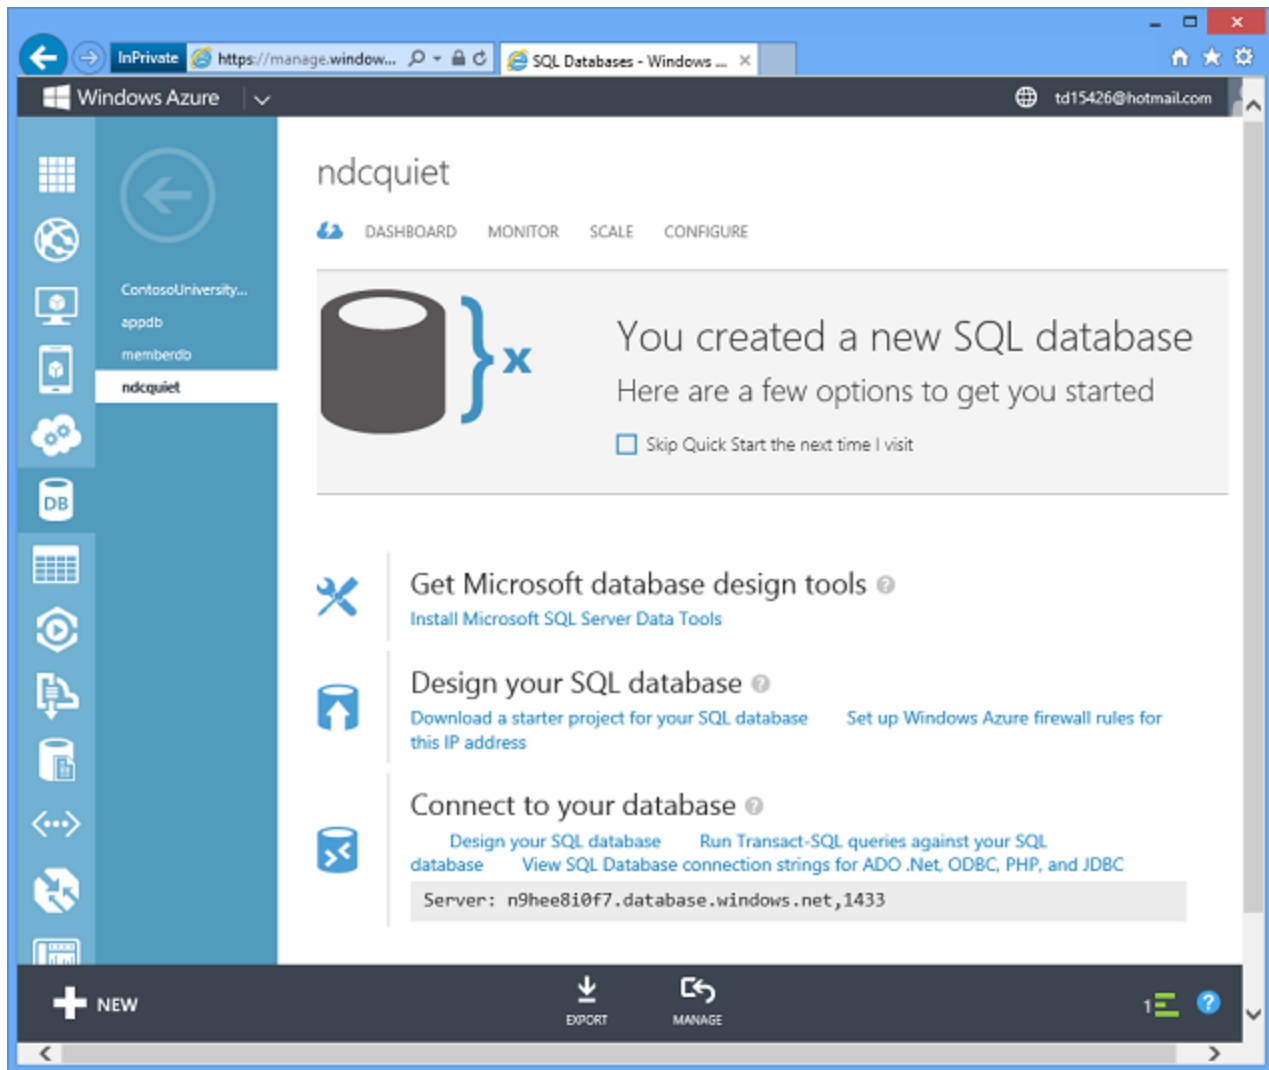 InPrivate
https://manage.window...
SQL Databases - Windows ...
Windows Azure
td15426@hotmail.com
ContosoUniversity...
appdb
memberdb
ndcquiet
DB
ndcquiet
DASHBOARD MONITOR SCALE CONFIGURE
x
You created a new SQL database
Here are a few options to get you started
Skip Quick Start the next time I visit
Get Microsoft database design tools ?
Install Microsoft SQL Server Data Tools
Design your SQL database ?
Download a starter project for your SQL database Set up Windows Azure firewall rules for
this IP address
Connect to your database ?
Design your SQL database Run Transact-SQL queries against your SQL
database View SQL Database connection strings for ADO .Net, ODBC, PHP, and JDBC
Server: n9hee8i0f7.database.windows.net,1433
NEW
EXPORT
MANAGE
1
?